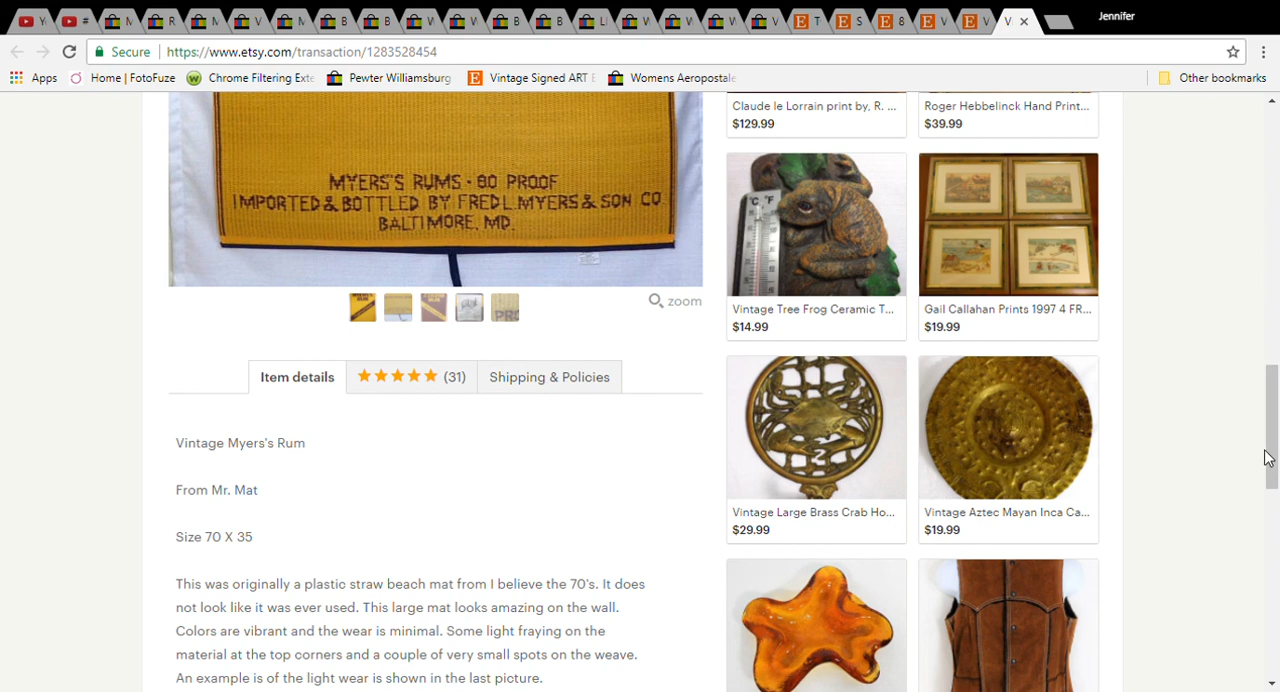 Jennifer
Secure https://www.etsy.com/transaction/1283528454
Apps Home | FotoFuze Chrome Filtering Exte Pewter Williamsburg Vintage Signed ART E Womens Aeropostale Other bookmarks
MYERS'S RUMS · 80 PROOF
IMPORTED & BOTTLED BY FRED L. MYERS & SON CO.
BALTIMORE, MD.
zoom
Item details
(31)
Shipping & Policies
Vintage Myers's Rum
From Mr. Mat
Size 70 X 35
This was originally a plastic straw beach mat from I believe the 70's. It does
not look like it was ever used. This large mat looks amazing on the wall.
Colors are vibrant and the wear is minimal. Some light fraying on the
material at the top corners and a couple of very small spots on the weave.
An example is of the light wear is shown in the last picture.
Claude le Lorrain print by, R. ...
$129.99
Roger Hebbelinck Hand Print...
$39.99
°C °F
Vintage Tree Frog Ceramic T...
$14.99
Gail Callahan Prints 1997 4 FR...
$19.99
Vintage Large Brass Crab Ho...
$29.99
Vintage Aztec Mayan Inca Ca...
$19.99